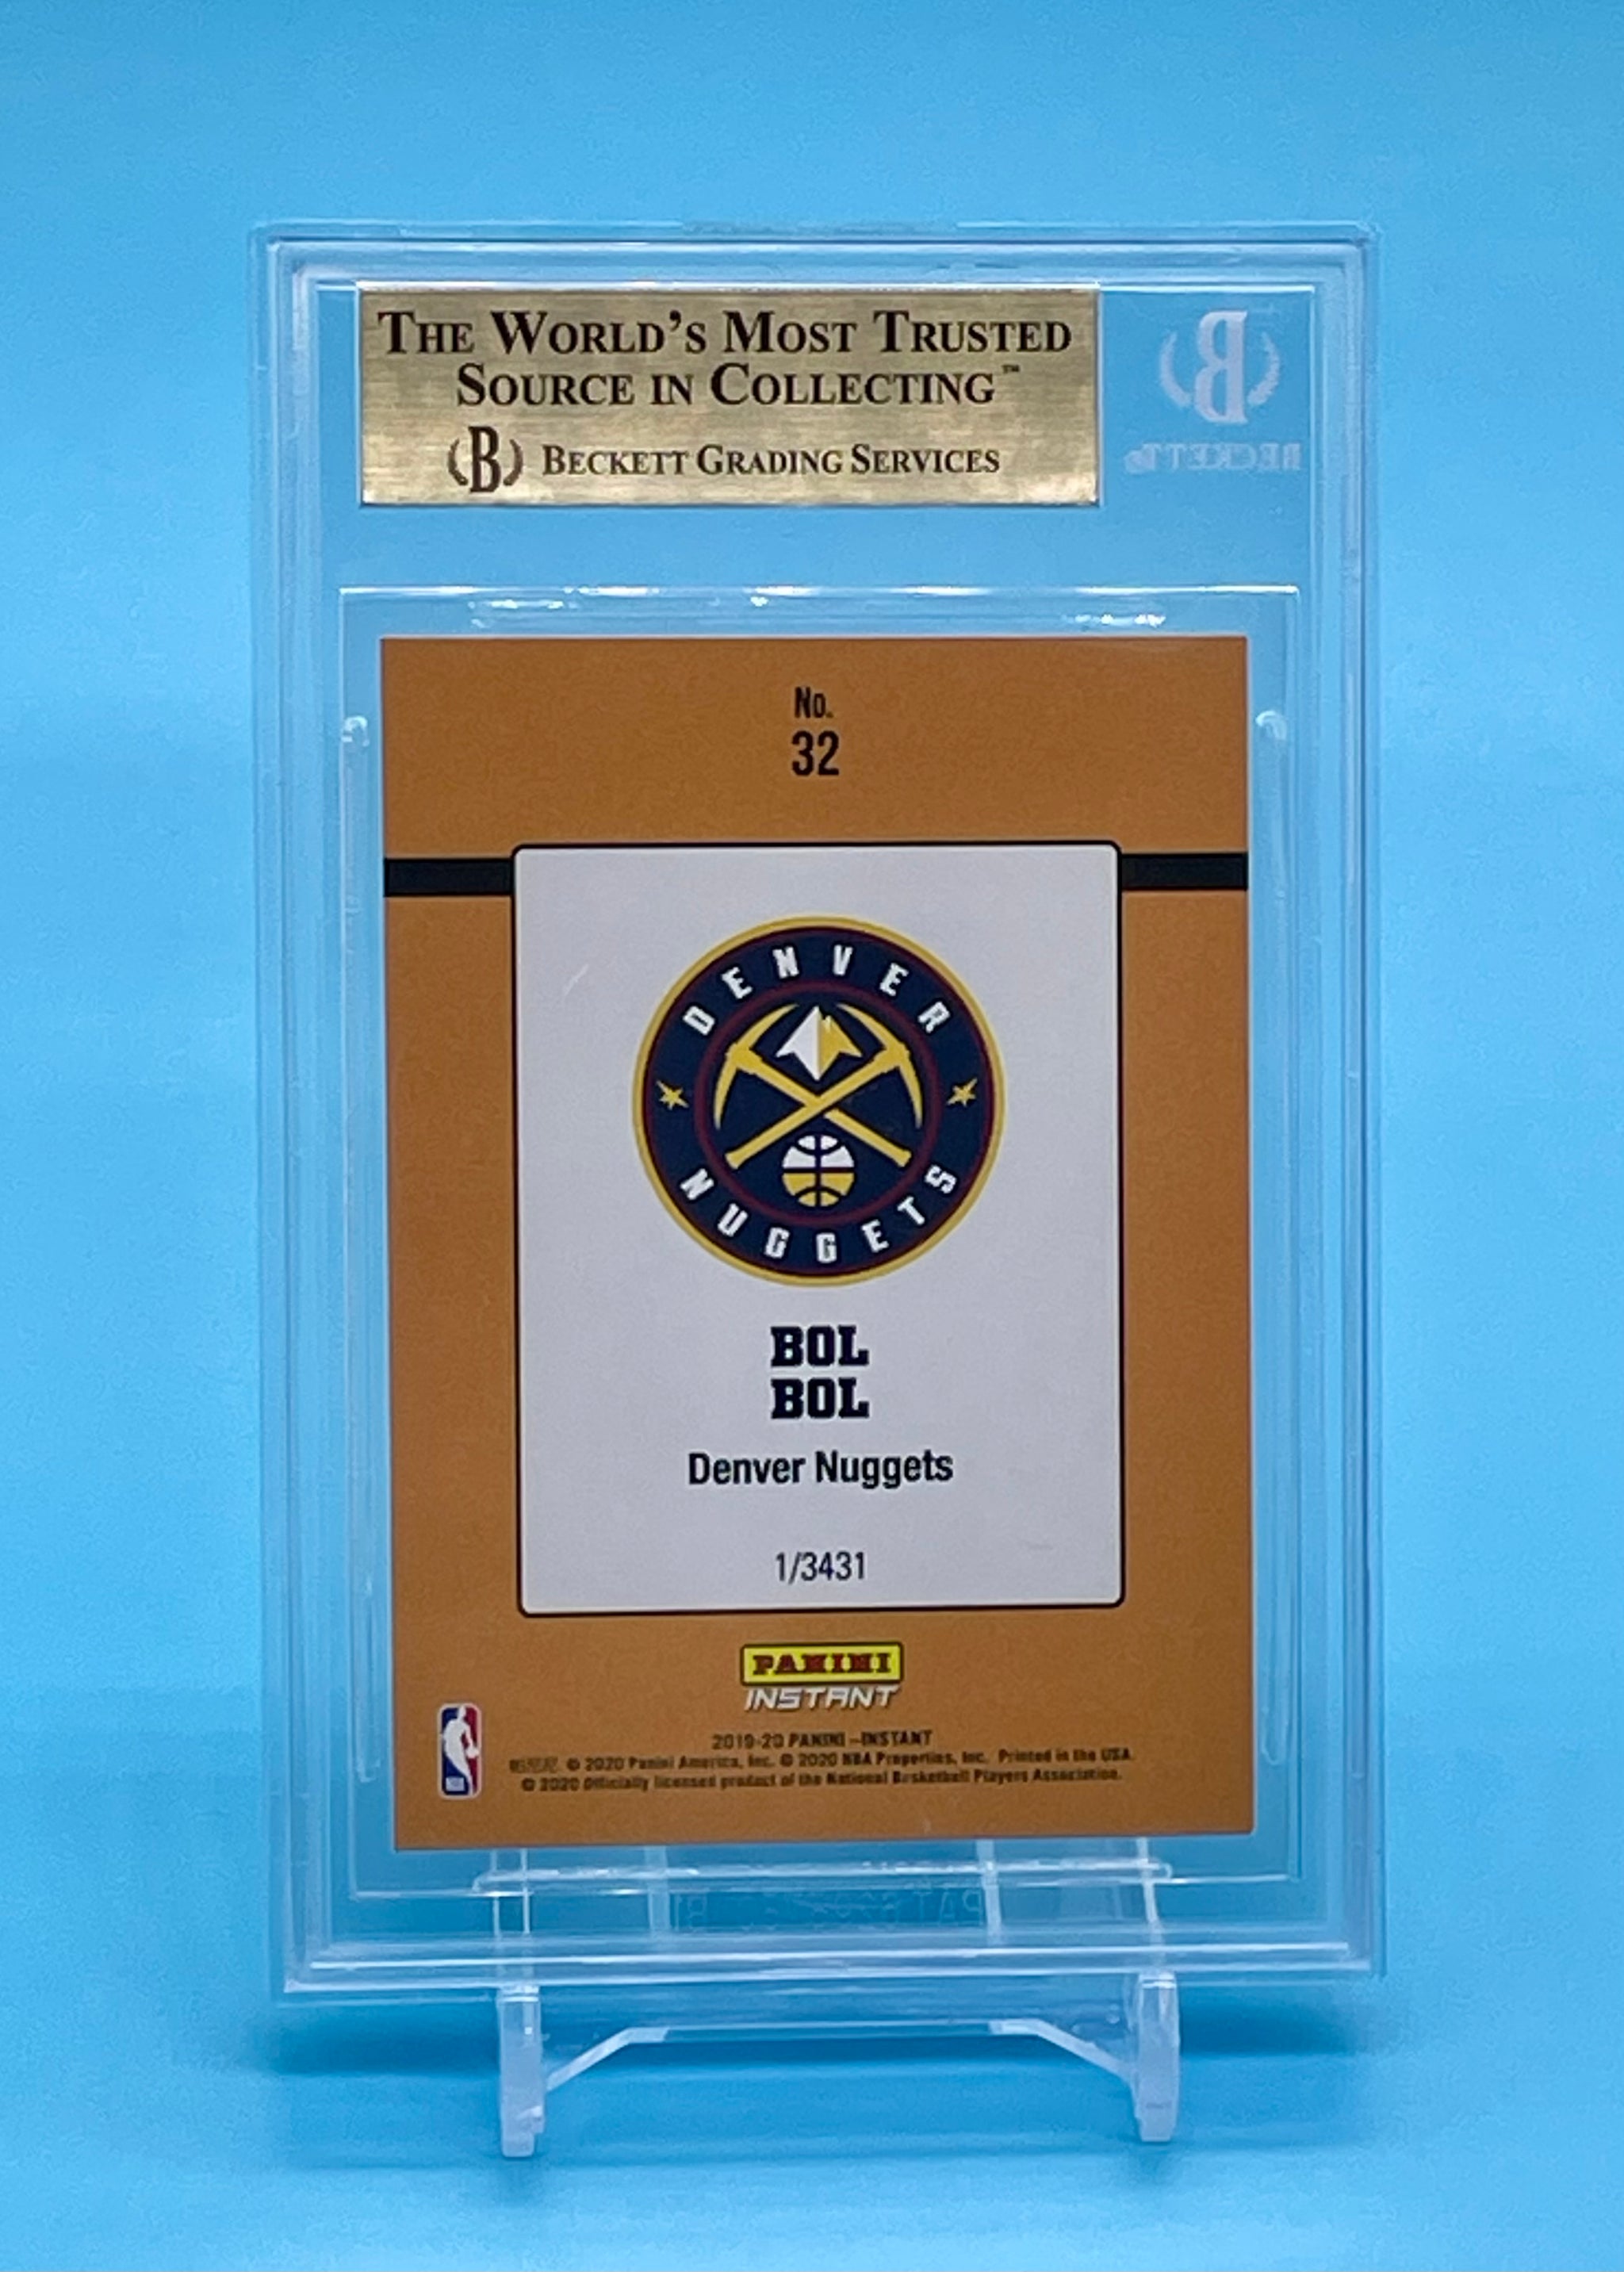 THE WORLD'S MOST TRUSTED
SOURCE IN COLLECTING™
B BECKETT GRADING SERVICES
B
BECKETT
No.
32
DENVER
NUGGETS
BOL
BOL
Denver Nuggets
1/3431
PANINI
INSTANT
2019-20 PANINI – INSTANT
© 2020 Panini America, Inc. © 2020 NBA Properties, Inc. Printed in the USA.
© 2020 Officially licensed product of the National Basketball Players Association.
NBA